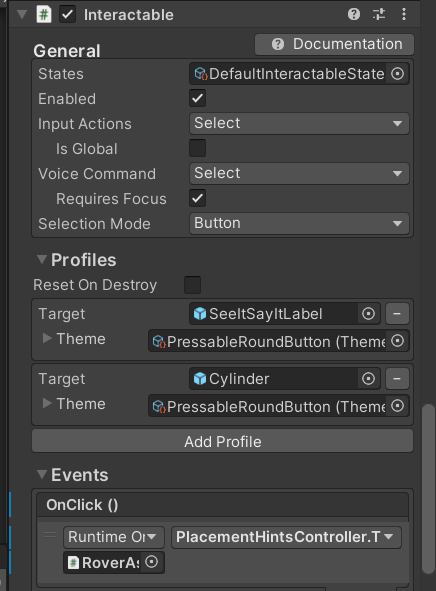 Interactable
General
Documentation
States DefaultInteractableState
Enabled
Input Actions Select
Is Global
Voice Command Select
Requires Focus
Selection Mode Button
Profiles
Reset On Destroy
Target SeeItSayItLabel
Theme PressableRoundButton (Theme
Target Cylinder
Theme PressableRoundButton (Theme
Add Profile
Events
OnClick ()
Runtime On PlacementHintsController.T
RoverAs